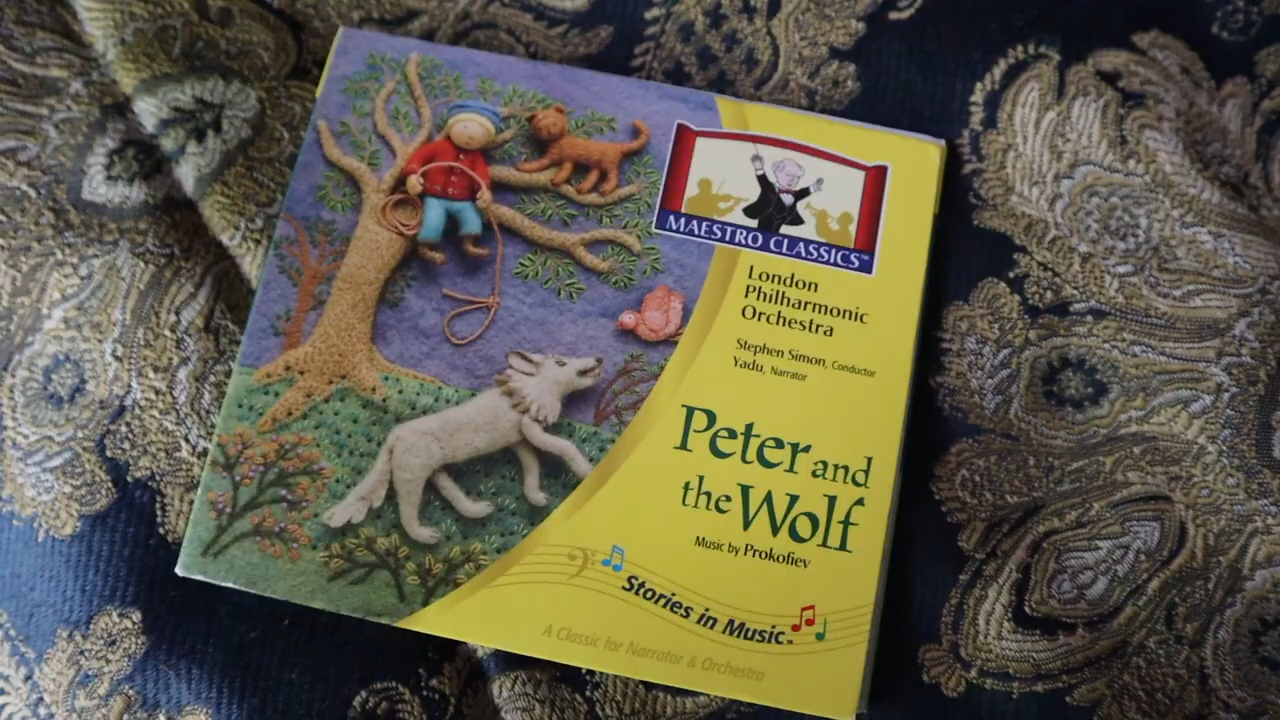 MAESTRO CLASSICS™
London
Philharmonic
Orchestra
Stephen Simon, Conductor
Yadu, Narrator
Peter and
the Wolf
Music by Prokofiev
Stories in Music™
A Classic for Narrator & Orchestra